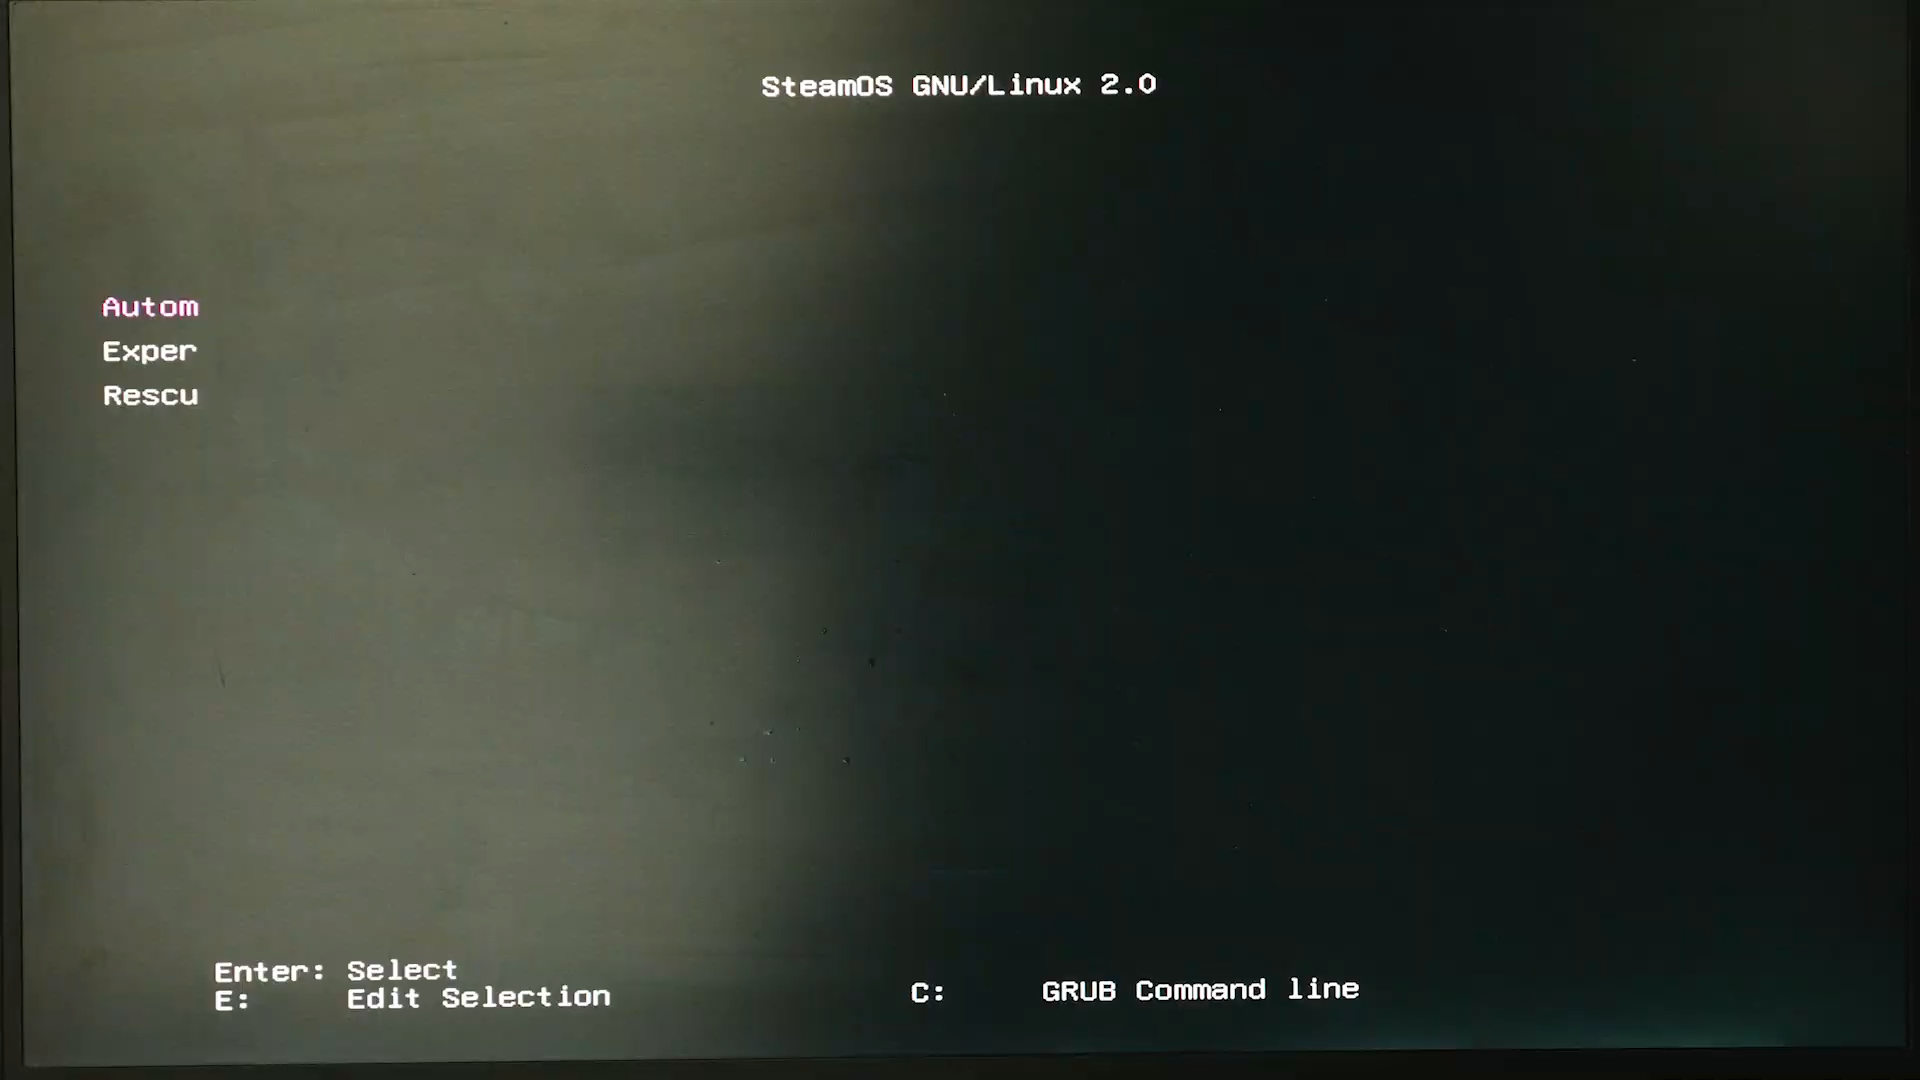 SteamOS GNU/Linux 2.0
Autom
Exper
Rescu
Enter: Select
E: Edit Selection
C: GRUB Command line